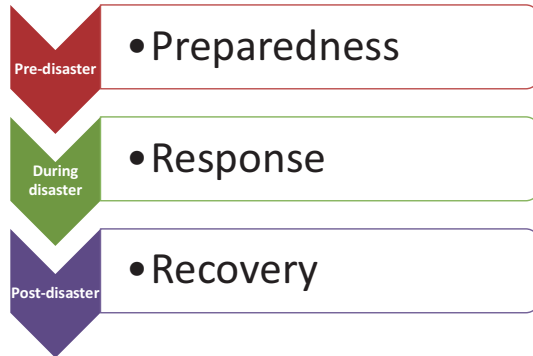 Pre-disaster
•Preparedness
During
disaster
•Response
Post-disaster
•Recovery